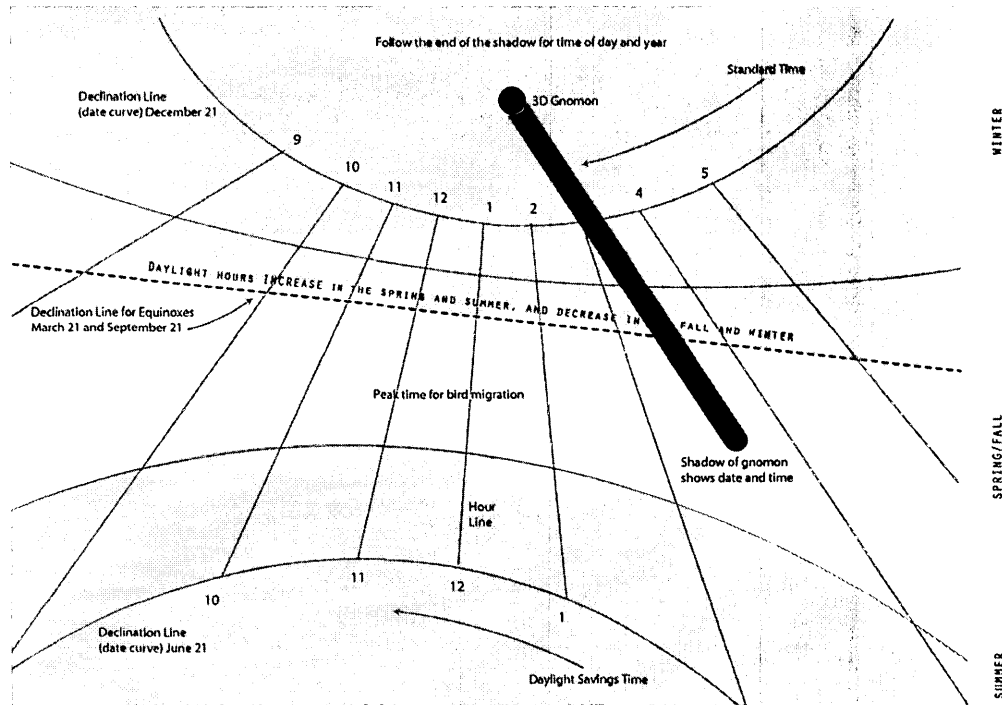 Follow the end of the shadow for time of day and year
Standard Time
3D Gnomon
Declination Line
(date curve) December 21
WINTER
9
10
11
12
1
2
4
5
DAYLIGHT HOURS INCREASE IN THE SPRING AND SUMMER, AND DECREASE IN FALL AND WINTER
Declination Line for Equinoxes
March 21 and September 21
Peak time for bird migration
SPRING/FALL
Shadow of gnomon
shows date and time
Hour
Line
10
11
12
1
Declination Line
(date curve) June 21
Daylight Savings Time
SUMMER